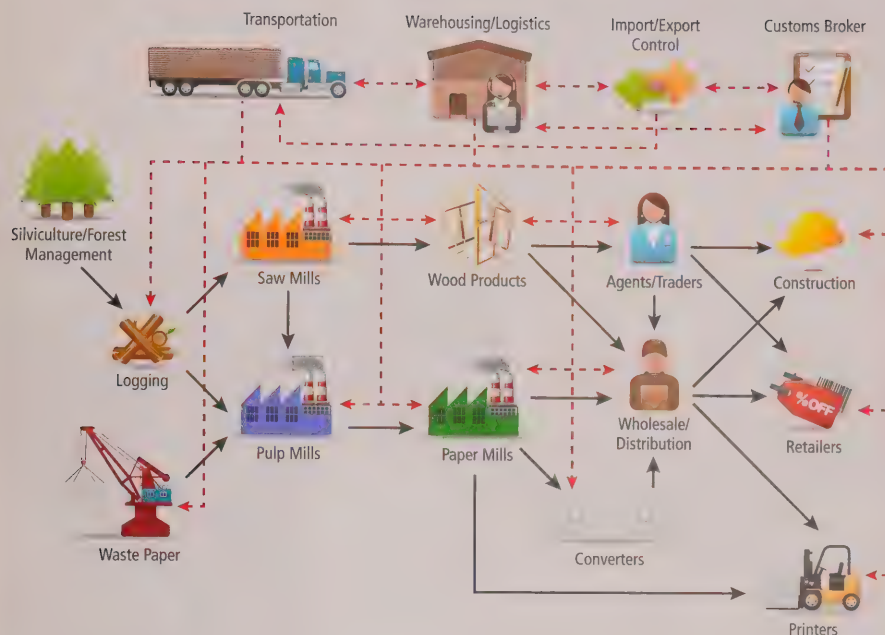 Transportation
Warehousing/Logistics
Import/Export
Control
Customs Broker
Silviculture/Forest
Management
Saw Mills
Wood Products
Agents/Traders
Construction
Logging
%OFF
Pulp Mills
Paper Mills
Wholesale/
Distribution
Retailers
Waste Paper
Converters
Printers